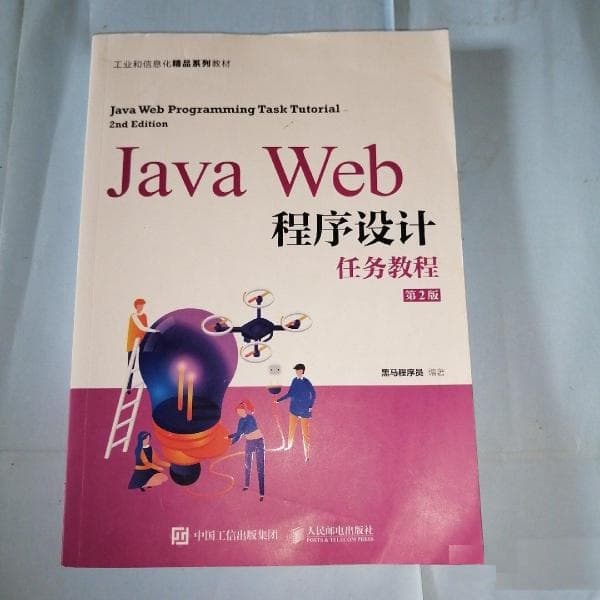 工业和信息化精品系列教材
Java Web Programming Task Tutorial
2nd Edition
Java Web
程序设计
任务教程
第2版
黑马程序员 编著
中国工信出版集团
人民邮电出版社
POSTS & TELECOM PRESS